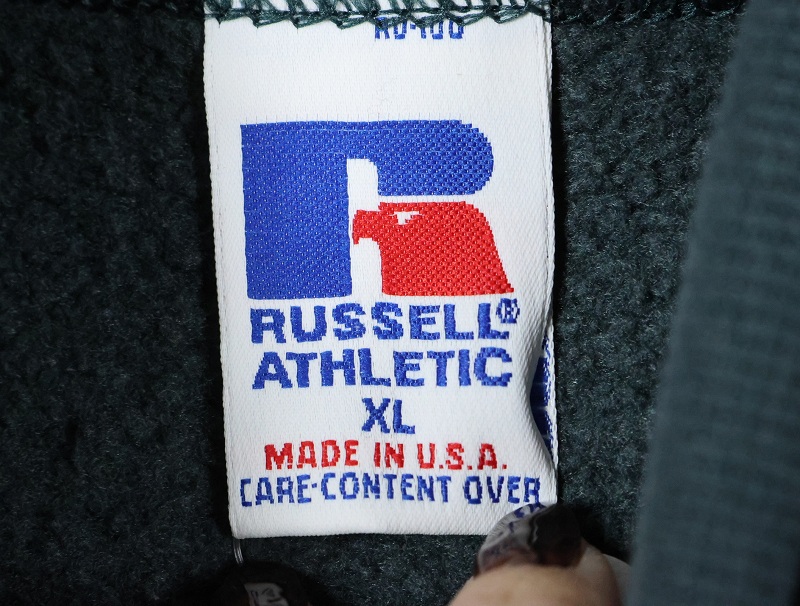 RUSSELL®
ATHLETIC
XL
MADE IN U.S.A.
CARE-CONTENT OVER